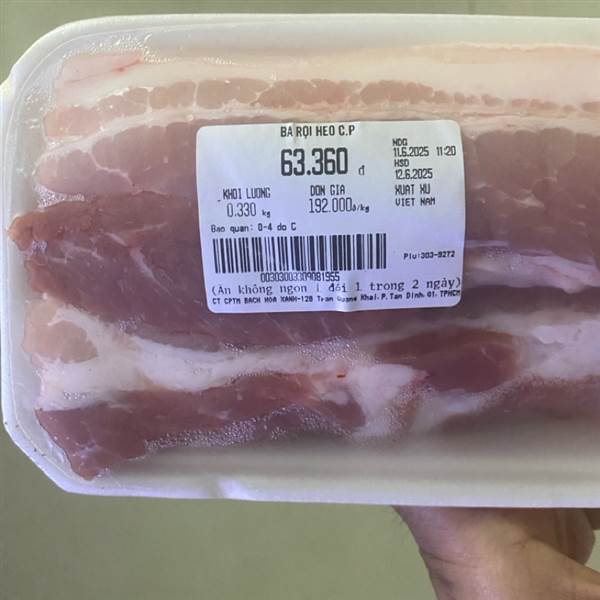 BA RỌI HEO C.P
63.360 đ
NDG
11.6.2025 11:20
HSD
12.6.2025
KHOI LUONG
0.330 kg
DON GIA
192.000đ/kg
XUAT XU
VIET NAM
Bao quan: 0-4 do C
Plu:303-9272
00303003309081955
(Ăn không ngon 1 đổi 1 trong 2 ngày)
CT CPTM BACH HOA XANH-128 Tran Quang Khai.P.Tan Dinh.Q1.TPHCM